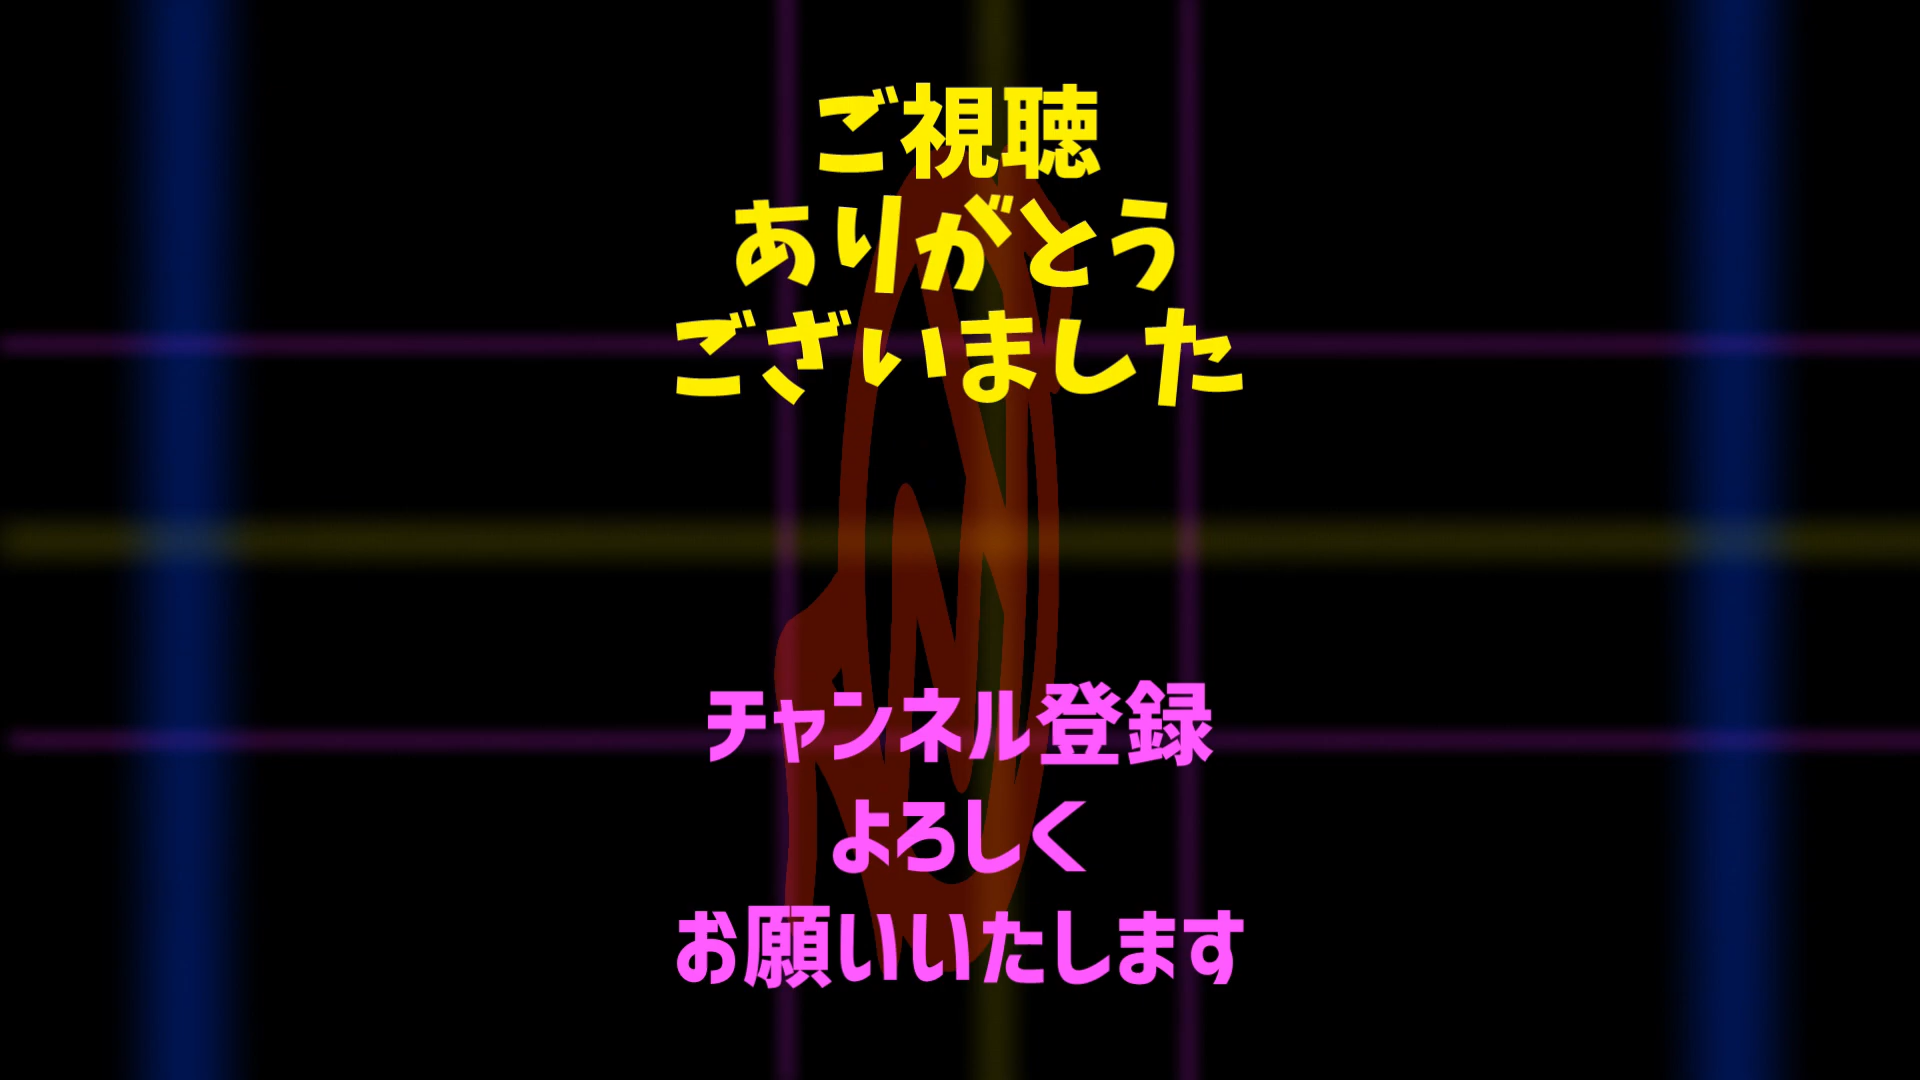 ご視聴
ありがとう
ございました
チャンネル登録
よろしく
お願いいたします